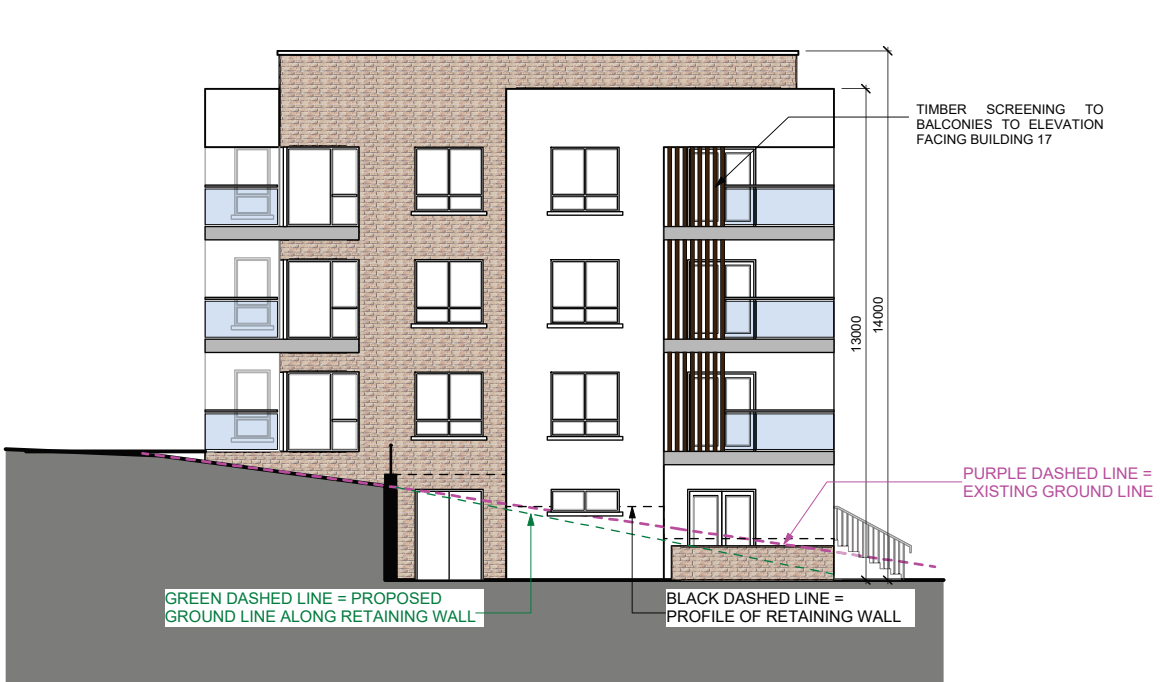 TIMBER SCREENING TO
BALCONIES TO ELEVATION
FACING BUILDING 17
13000
14000
PURPLE DASHED LINE =
EXISTING GROUND LINE
GREEN DASHED LINE = PROPOSED
GROUND LINE ALONG RETAINING WALL
BLACK DASHED LINE =
PROFILE OF RETAINING WALL